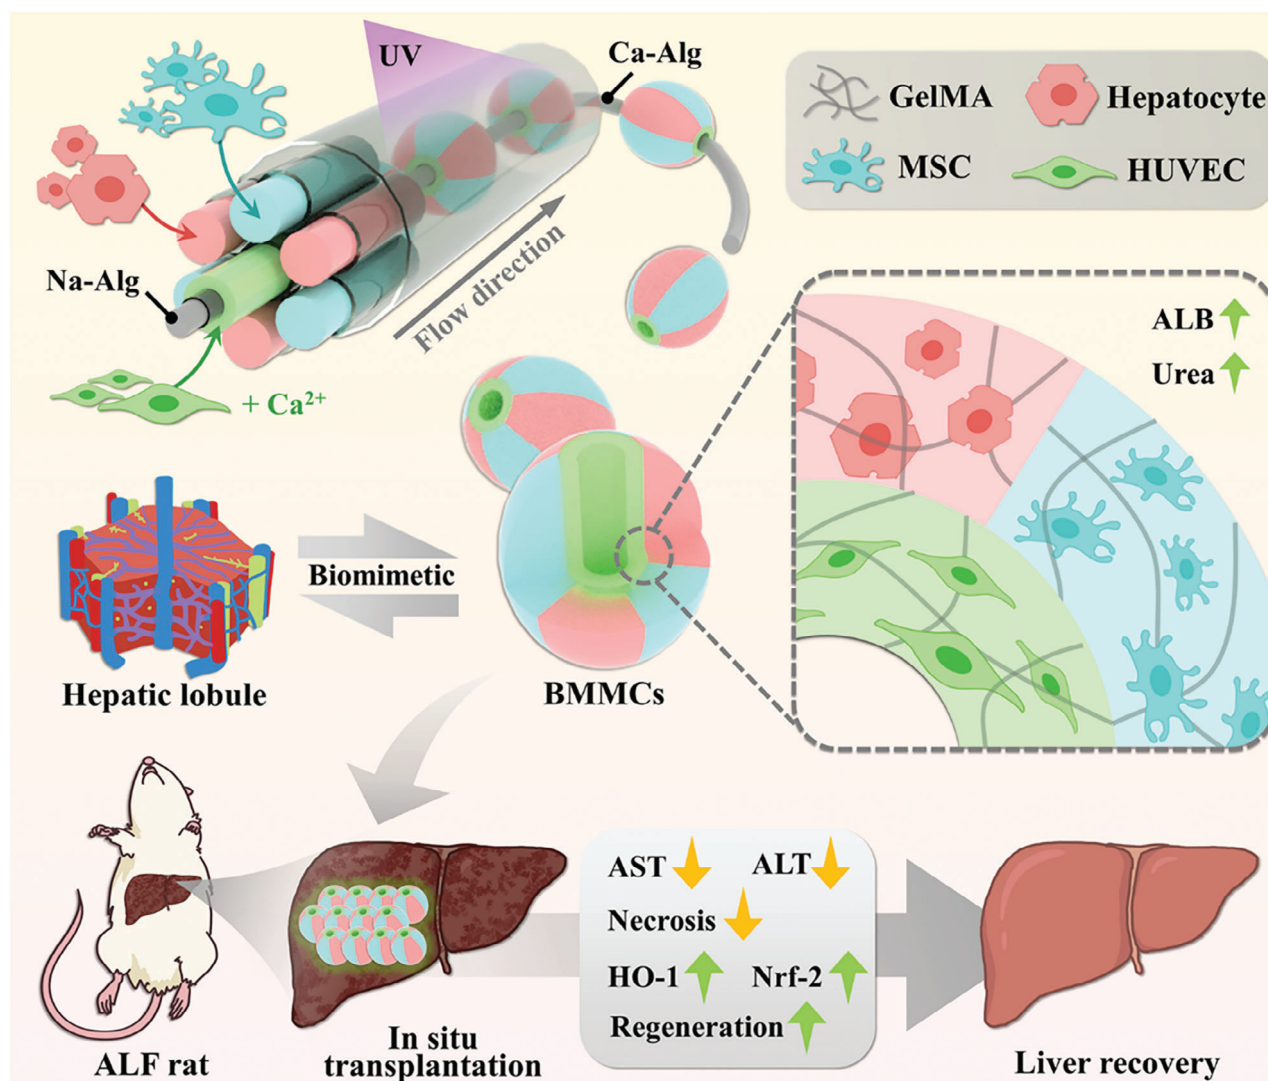 UV
Ca-Alg
GelMA
Hepatocyte
MSC
HUVEC
Na-Alg
Flow direction
+ Ca²⁺
ALB
Urea
Biomimetic
Hepatic lobule
BMMCs
AST
ALT
Necrosis
HO-1
Nrf-2
Regeneration
ALF rat
In situ
transplantation
Liver recovery